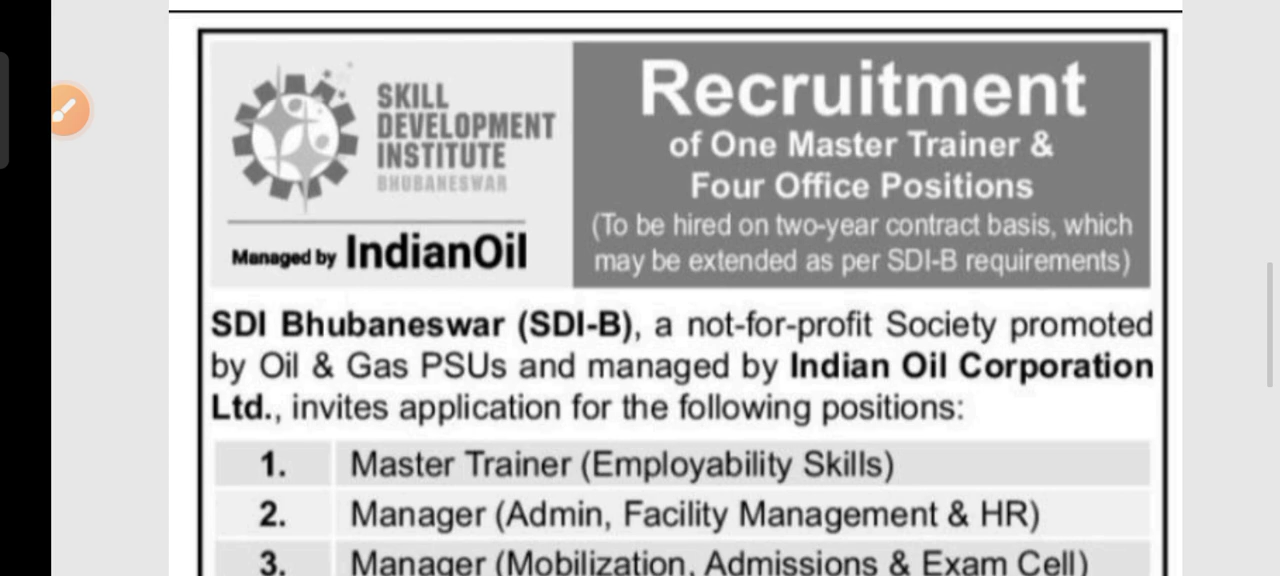 SKILL
DEVELOPMENT
INSTITUTE
BHUBANESWAR
Managed by IndianOil
Recruitment
of One Master Trainer &
Four Office Positions
(To be hired on two-year contract basis, which
may be extended as per SDI-B requirements)
SDI Bhubaneswar (SDI-B), a not-for-profit Society promoted
by Oil & Gas PSUs and managed by Indian Oil Corporation
Ltd., invites application for the following positions:
1. Master Trainer (Employability Skills)
2. Manager (Admin, Facility Management & HR)
3. Manager (Mobilization, Admissions & Exam Cell)